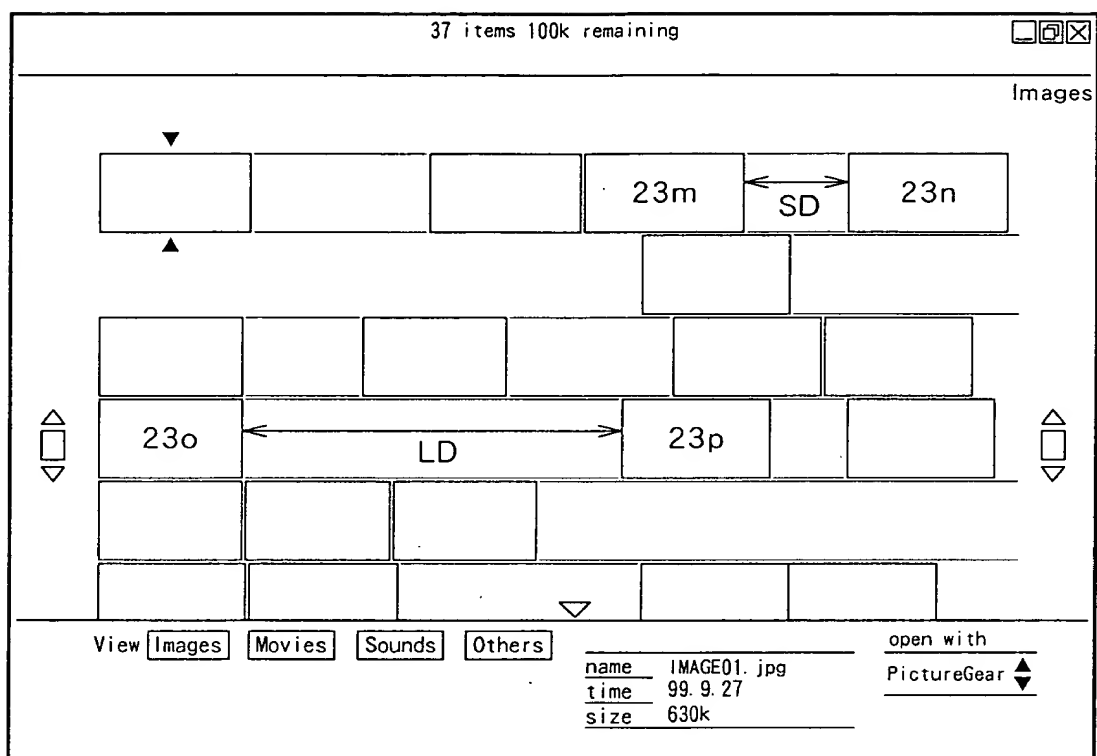 37 items 100k remaining
Images
23m SD 23n
23o LD 23p
View Images Movies Sounds Others
open with
name IMAGE01.jpg
PictureGear
time 99.9.27
size 630k